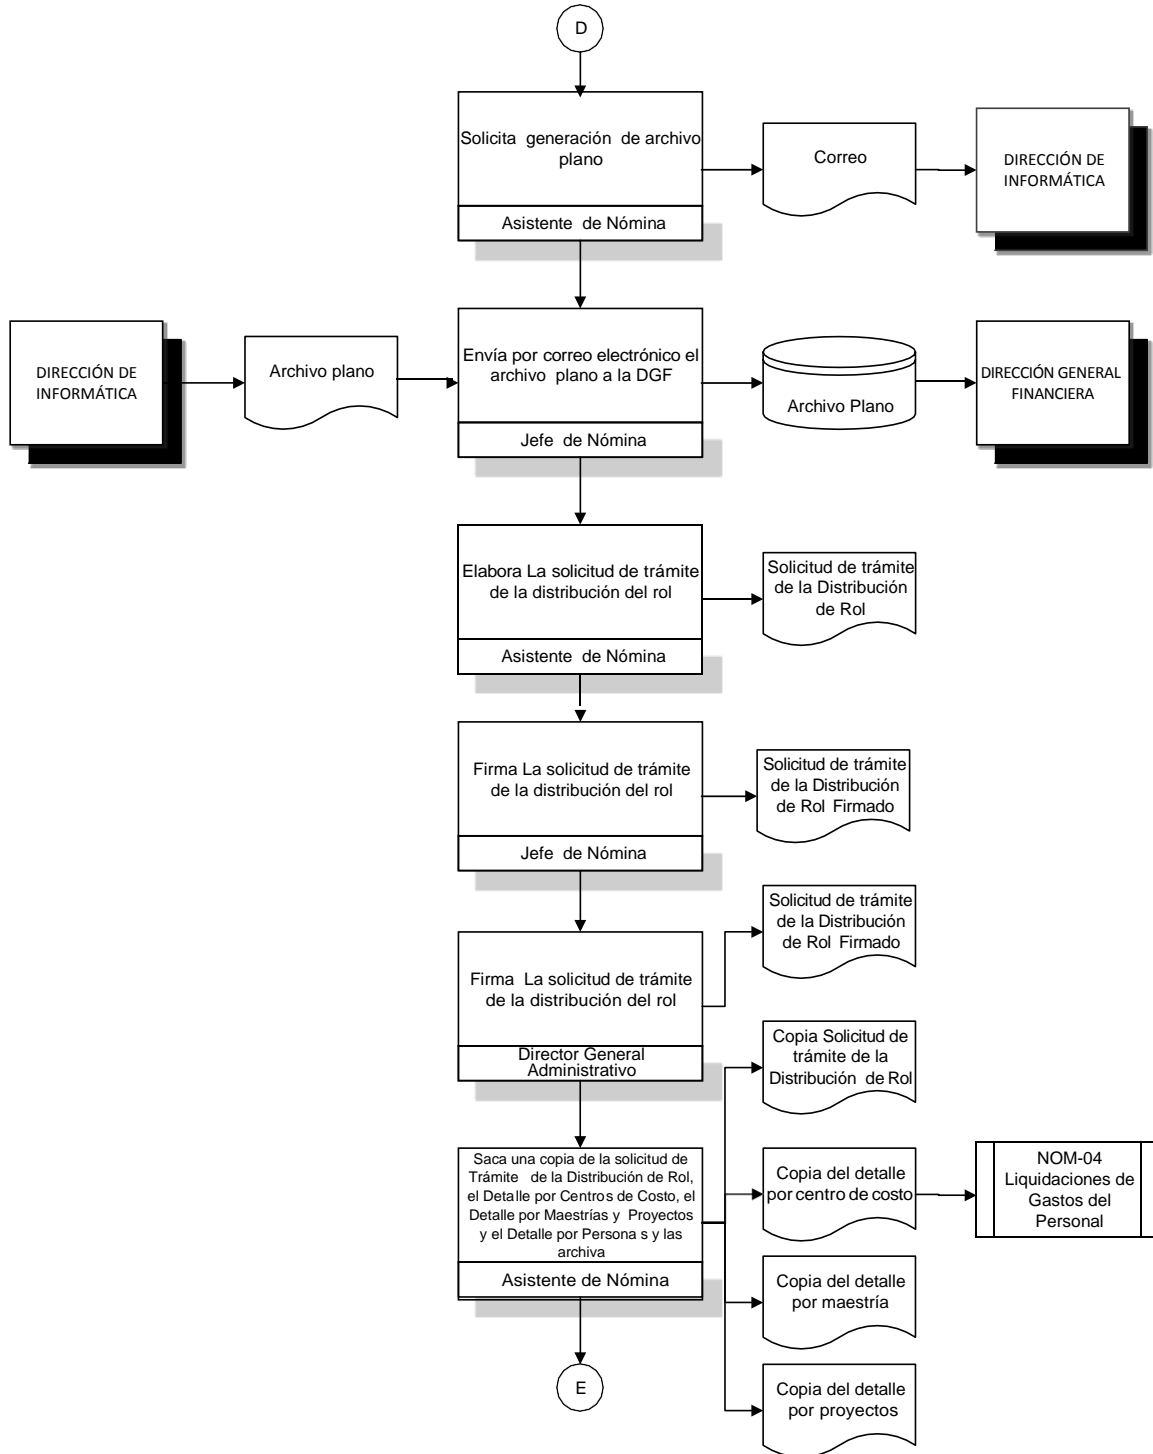 D
Solicita generación de archivo
plano
Asistente de Nómina
Correo
DIRECCIÓN DE
INFORMÁTICA
DIRECCIÓN DE
INFORMÁTICA
Archivo plano
Envía por correo electrónico el
archivo plano a la DGF
Jefe de Nómina
Archivo Plano
DIRECCIÓN GENERAL
FINANCIERA
Elabora La solicitud de trámite
de la distribución del rol
Asistente de Nómina
Solicitud de trámite
de la Distribución
de Rol
Firma La solicitud de trámite
de la distribución del rol
Jefe de Nómina
Solicitud de trámite
de la Distribución
de Rol Firmado
Firma La solicitud de trámite
de la distribución del rol
Director General
Administrativo
Solicitud de trámite
de la Distribución
de Rol Firmado
Saca una copia de la solicitud de
Trámite de la Distribución de Rol,
el Detalle por Centros de Costo, el
Detalle por Maestrías y Proyectos
y el Detalle por Persona s y las
archiva
Asistente de Nómina
Copia Solicitud de
trámite de la
Distribución de Rol
Copia del detalle
por centro de costo
NOM-04
Liquidaciones de
Gastos del
Personal
Copia del detalle
por maestría
Copia del detalle
por proyectos
E